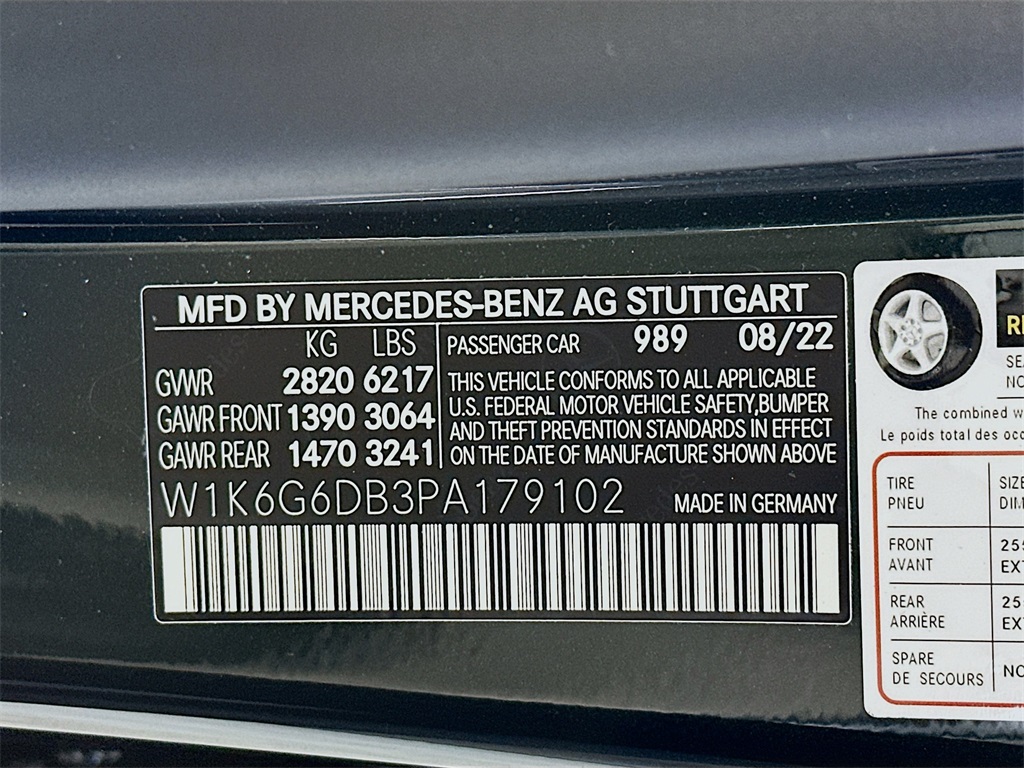 MFD BY MERCEDES-BENZ AG STUTTGART
KG LBS
GVWR 2820 6217
GAWR FRONT 1390 3064
GAWR REAR 1470 3241
PASSENGER CAR 989 08/22
THIS VEHICLE CONFORMS TO ALL APPLICABLE
U.S. FEDERAL MOTOR VEHICLE SAFETY,BUMPER
AND THEFT PREVENTION STANDARDS IN EFFECT
ON THE DATE OF MANUFACTURE SHOWN ABOVE
W1K6G6DB3PA179102 MADE IN GERMANY
The combined
Le poids total des
TIRE
PNEU
FRONT
AVANT
REAR
ARRIÈRE
SPARE
DE SECOURS